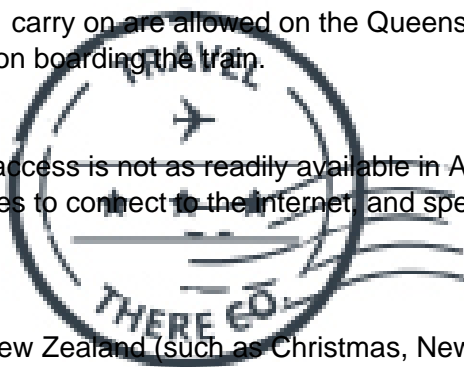 carry on are allowed on the Queens
on boarding the train.
TRAVEL
access is not as readily available in A
es to connect to the internet, and spe
THERE CO.
ew Zealand (such as Christmas, New